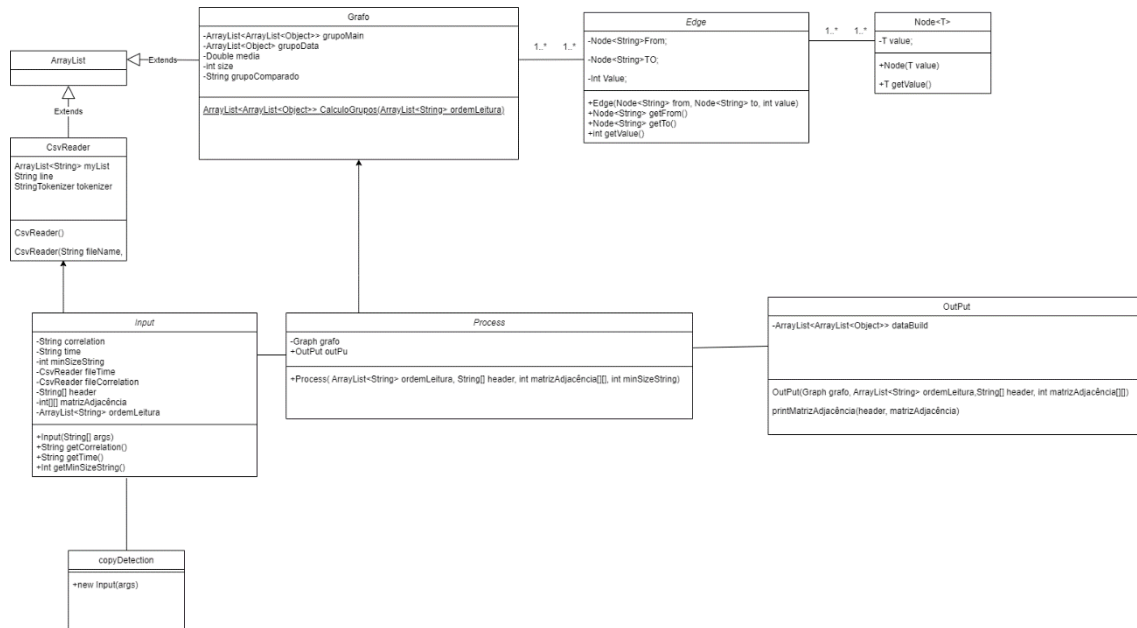 Grafo
-ArrayList<ArrayList<Object>> grupoMain
-ArrayList<Object> grupoData
-Double media
-int size
-String grupoComparado
ArrayList<ArrayList<Object>> CalculoGrupos(ArrayList<String> ordemLeitura)
1..* 1..*
Edge
-Node<String>From;
-Node<String>TO;
-Int Value;
+Edge(Node<String> from, Node<String> to, int value)
+Node<String> getFrom()
+Node<String> getTo()
+int getValue()
1..* 1..*
Node<T>
-T value;
+Node(T value)
+T getValue()
ArrayList
Extends
Extends
CsvReader
ArrayList<String> myList
String line
StringTokenizer tokenizer
CsvReader()
CsvReader(String fileName,
Input
-String correlation
-String time
-int minSizeString
-CsvReader fileTime
-CsvReader fileCorrelation
-String[] header
-int[][] matrizAdjacência
-ArrayList<String> ordemLeitura
+Input(String[] args)
+String getCorrelation()
+String getTime()
+Int getMinSizeString()
Process
-Graph grafo
+OutPut outPu
+Process( ArrayList<String> ordemLeitura, String[] header, int matrizAdjacência[][], int minSizeString)
OutPut
-ArrayList<ArrayList<Object>> dataBuild
OutPut(Graph grafo, ArrayList<String> ordemLeitura,String[] header, int matrizAdjacência[][])
printMatrizAdjacência(header, matrizAdjacência)
copyDetection
+new Input(args)